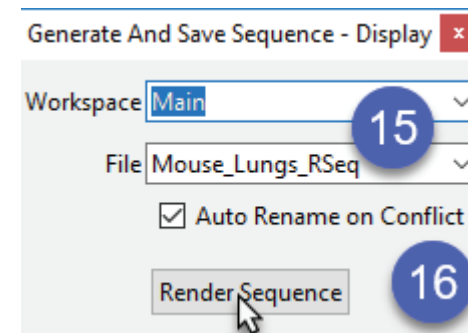 Generate And Save Sequence - Display x
Workspace Main
15
File Mouse_Lungs_RSeq
Auto Rename on Conflict
Render Sequence
16